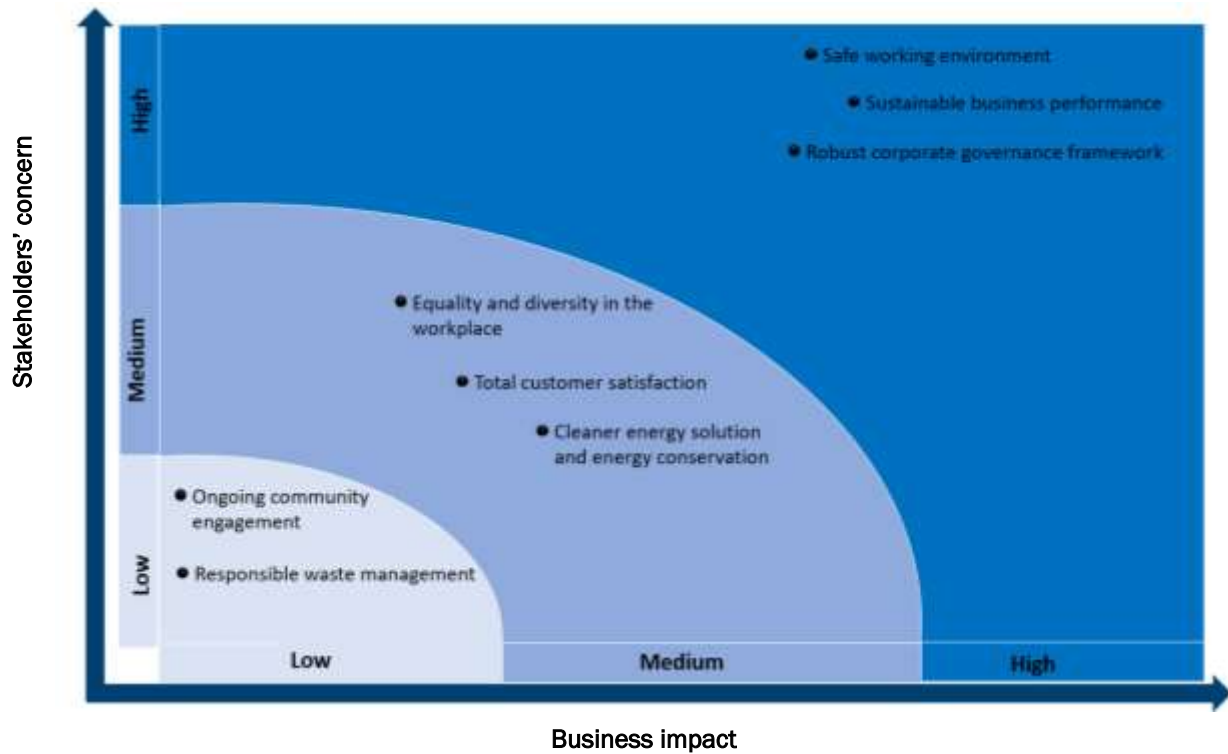 Stakeholders' concern
High
Medium
Low
Safe working environment
Sustainable business performance
Robust corporate governance framework
Equality and diversity in the
workplace
Total customer satisfaction
Cleaner energy solution
and energy conservation
Ongoing community
engagement
Responsible waste management
Low
Medium
High
Business impact